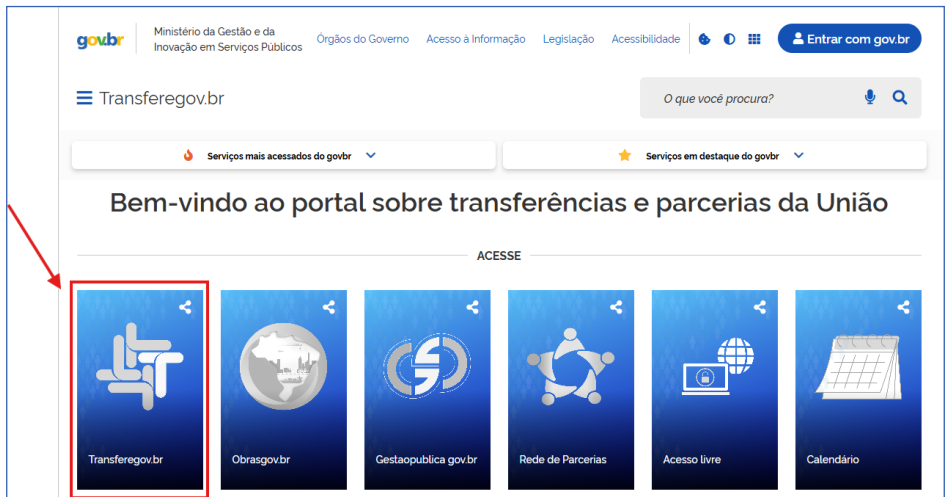 gov.br
Ministério da Gestão e da
Inovação em Serviços Públicos
Órgãos do Governo Acesso à Informação Legislação Acessibilidade
Entrar com gov.br
Transferegov.br
O que você procura?
Serviços mais acessados do govbr
Serviços em destaque do govbr
Bem-vindo ao portal sobre transferências e parcerias da União
ACESSE
Transferegov.br
Obrasgov.br
Gestaopublica gov.br
Rede de Parcerias
Acesso livre
Calendário